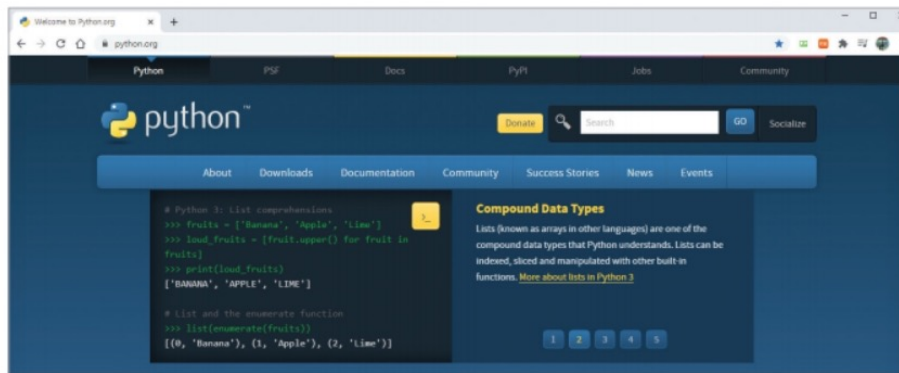 Welcome to Python.org
python.org
Python PSF Docs PyPI Jobs Community
python™
Donate Search GO Socialize
About Downloads Documentation Community Success Stories News Events
# Python 3: List comprehensions
>>> fruits = ['Banana', 'Apple', 'Lime']
>>> loud_fruits = [fruit.upper() for fruit in
fruits]
>>> print(loud_fruits)
['BANANA', 'APPLE', 'LIME']
# List and the enumerate function
>>> list(enumerate(fruits))
[(0, 'Banana'), (1, 'Apple'), (2, 'Lime')]
>_
Compound Data Types
Lists (known as arrays in other languages) are one of the
compound data types that Python understands. Lists can be
indexed, sliced and manipulated with other built-in
functions. More about lists in Python 3
1 2 3 4 5